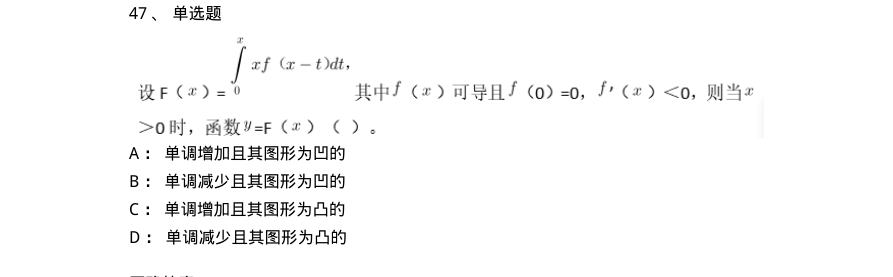 47 、 单选题
设 F（x）= ∫₀ˣ xf（x－t)dt， 其中 f（x）可导且 f（0）=0， f′（x）＜0，则当 x
＞0 时，函数 y=F（x）（ ）。
A： 单调增加且其图形为凹的
B： 单调减少且其图形为凹的
C： 单调增加且其图形为凸的
D： 单调减少且其图形为凸的